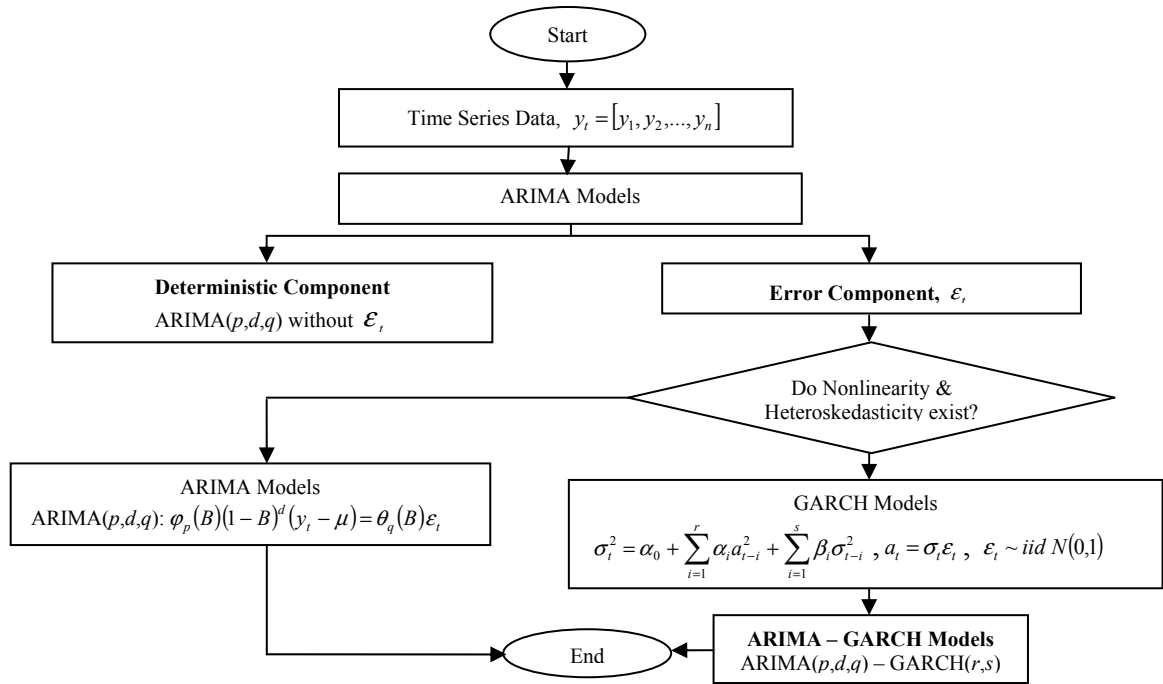 Start
Time Series Data, y_t = [y_1, y_2,..., y_n]
ARIMA Models
Deterministic Component
ARIMA(p,d,q) without ε_t
Error Component, ε_t
Do Nonlinearity &
Heteroskedasticity exist?
ARIMA Models
ARIMA(p,d,q): φ_p(B)(1 − B)^d(y_t − μ) = θ_q(B)ε_t
GARCH Models
σ_t^2 = α_0 + ∑_{i=1}^{r} α_i a_{t−i}^2 + ∑_{i=1}^{s} β_i σ_{t−i}^2 , a_t = σ_t ε_t , ε_t ~ iid N(0,1)
ARIMA – GARCH Models
ARIMA(p,d,q) – GARCH(r,s)
End